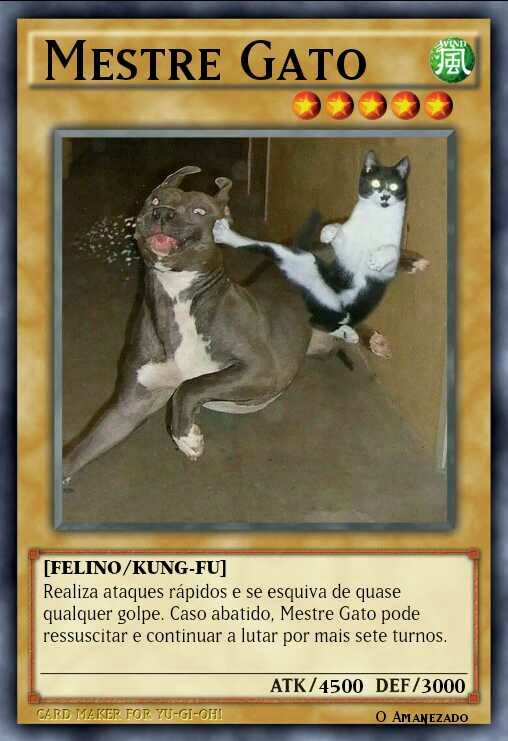 Mestre Gato
WIND
風
[FELINO/KUNG-FU]
Realiza ataques rápidos e se esquiva de quase
qualquer golpe. Caso abatido, Mestre Gato pode
ressuscitar e continuar a lutar por mais sete turnos.
ATK/4500 DEF/3000
CARD MAKER FOR YU-GI-OH!
O Amanezado